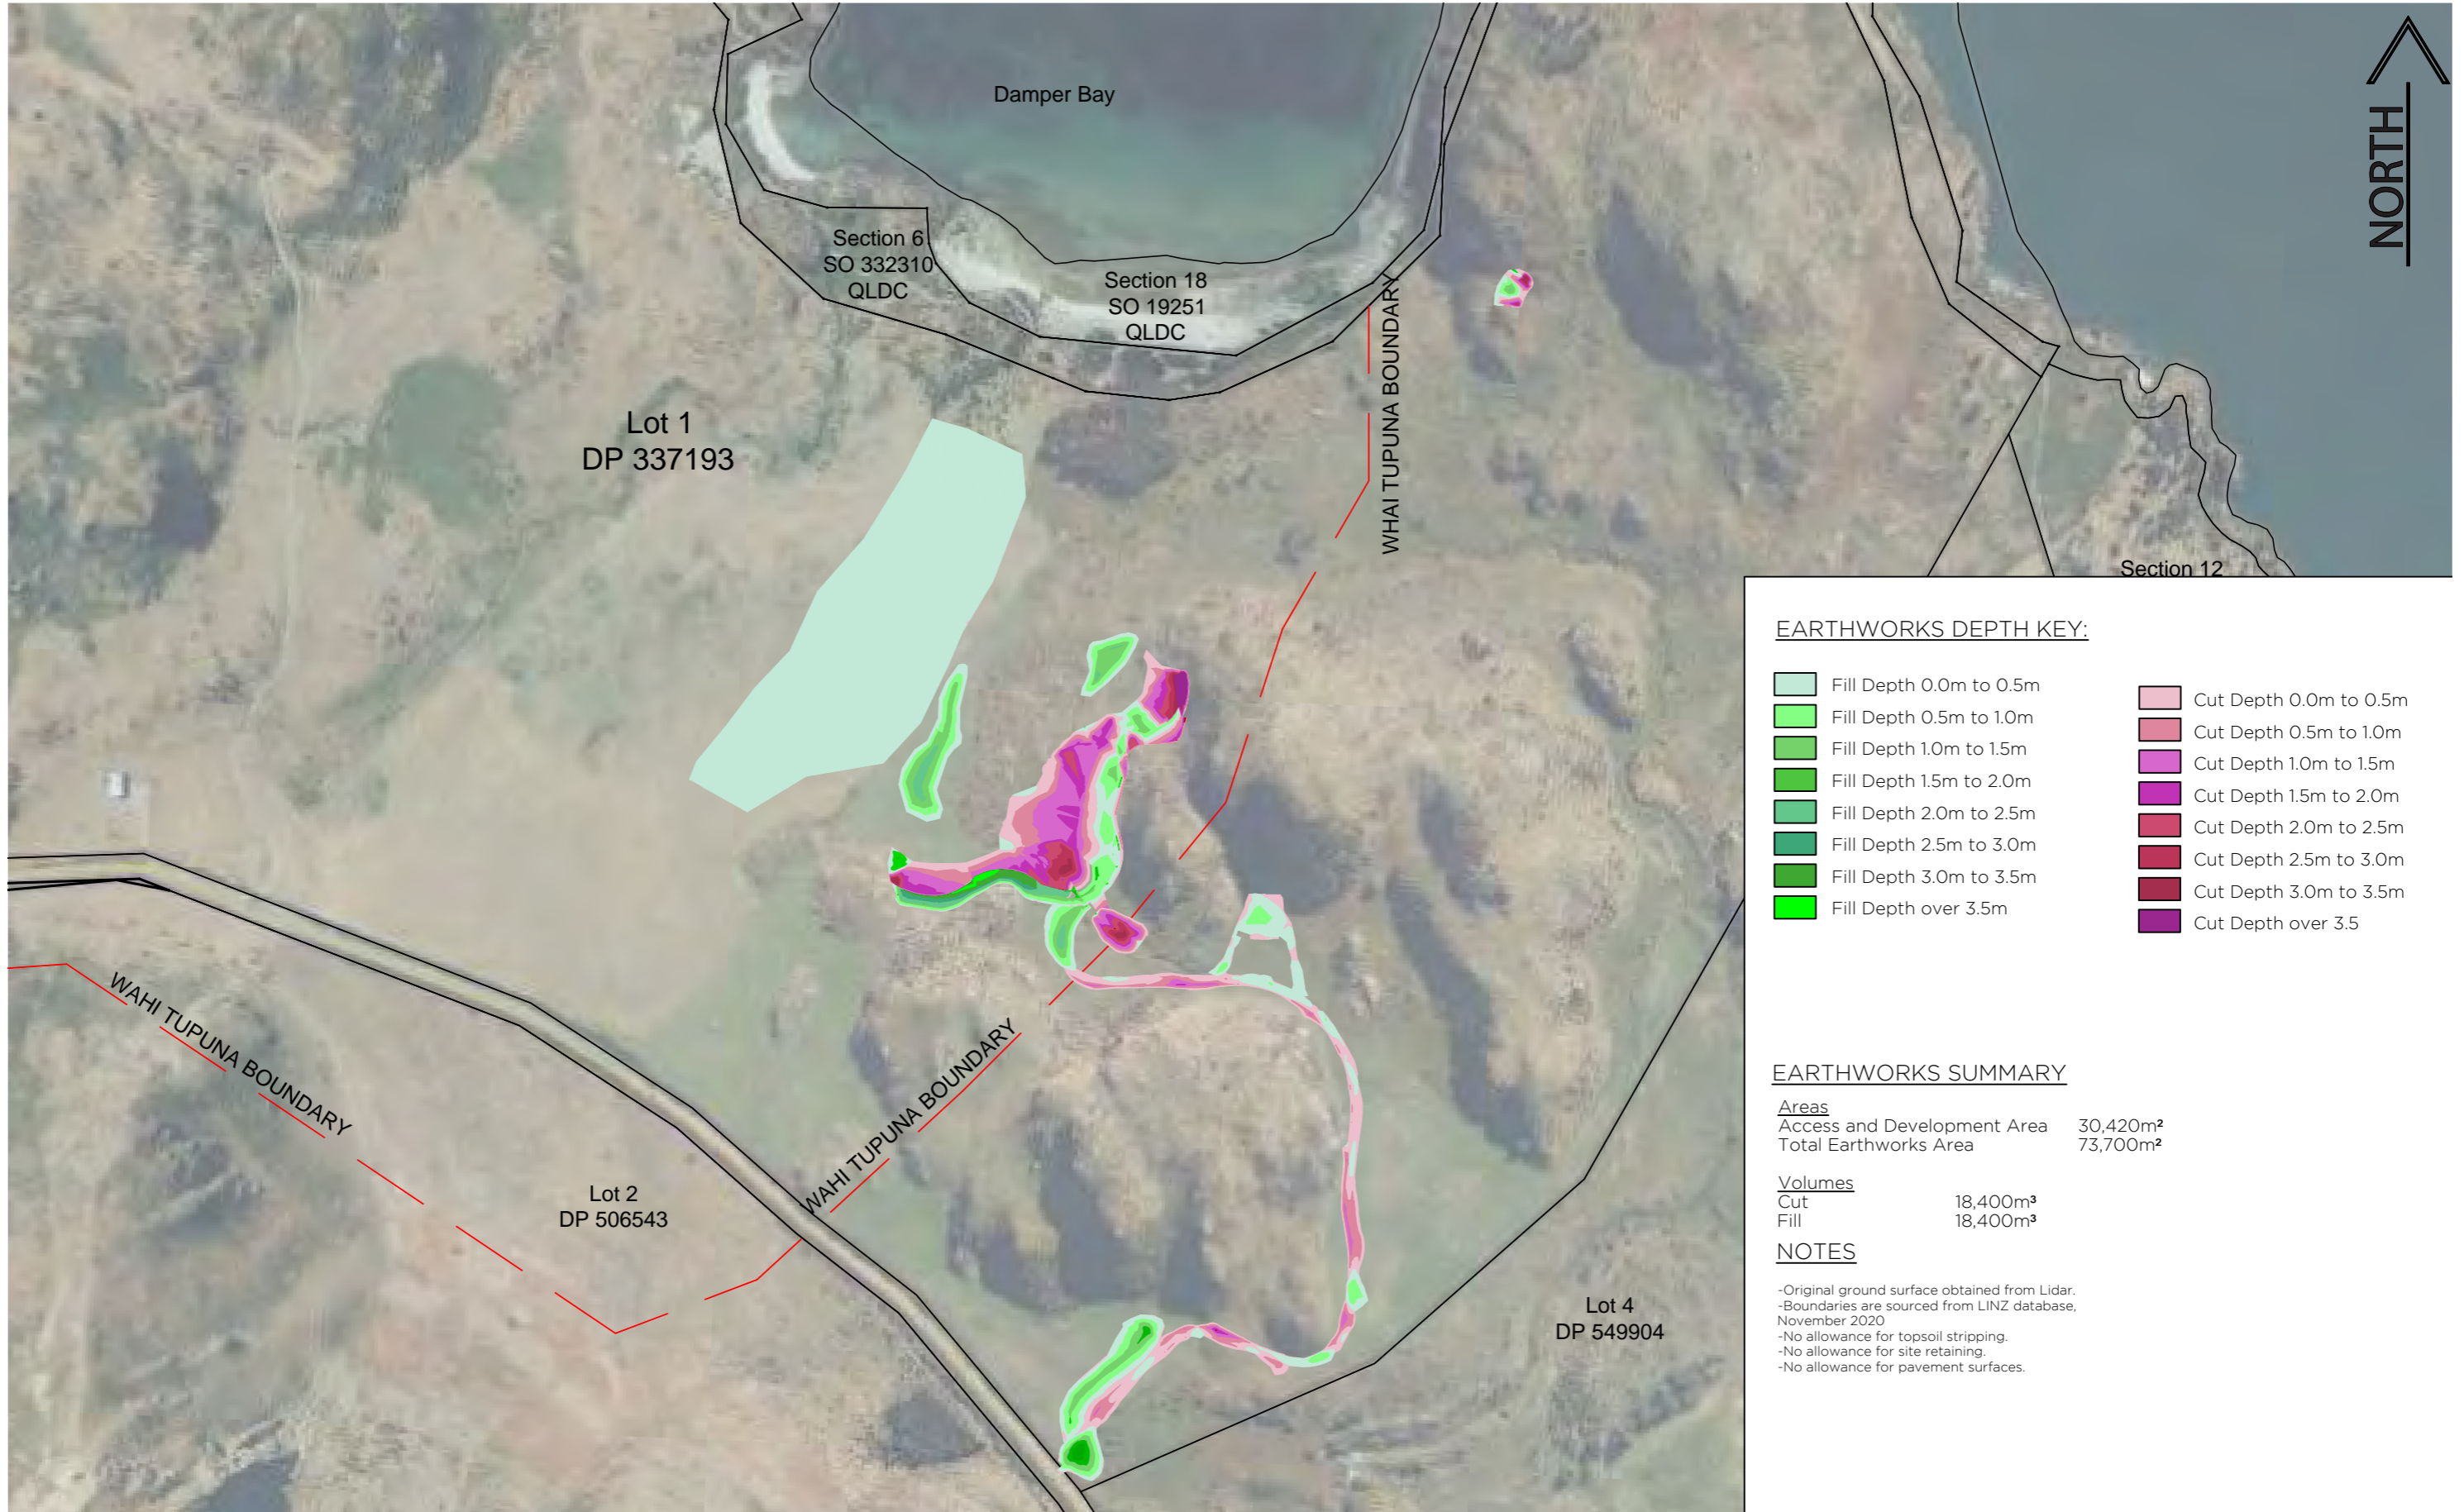 NORTH
Damper Bay
Section 6
SO 332310
QLDC
Section 18
SO 19251
QLDC
WHAI TUPUNA BOUNDARY
Lot 1
DP 337193
Section 12
WAHI TUPUNA BOUNDARY
WAHI TUPUNA BOUNDARY
Lot 2
DP 506543
Lot 4
DP 549904
EARTHWORKS DEPTH KEY:
Fill Depth 0.0m to 0.5m
Fill Depth 0.5m to 1.0m
Fill Depth 1.0m to 1.5m
Fill Depth 1.5m to 2.0m
Fill Depth 2.0m to 2.5m
Fill Depth 2.5m to 3.0m
Fill Depth 3.0m to 3.5m
Fill Depth over 3.5m
Cut Depth 0.0m to 0.5m
Cut Depth 0.5m to 1.0m
Cut Depth 1.0m to 1.5m
Cut Depth 1.5m to 2.0m
Cut Depth 2.0m to 2.5m
Cut Depth 2.5m to 3.0m
Cut Depth 3.0m to 3.5m
Cut Depth over 3.5
EARTHWORKS SUMMARY
Areas
Access and Development Area 30,420m²
Total Earthworks Area 73,700m²
Volumes
Cut 18,400m³
Fill 18,400m³
NOTES
-Original ground surface obtained from Lidar.
-Boundaries are sourced from LINZ database,
November 2020
-No allowance for topsoil stripping.
-No allowance for site retaining.
-No allowance for pavement surfaces.